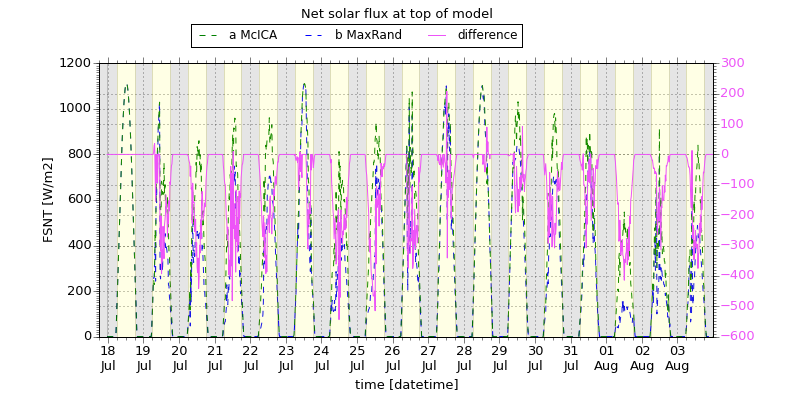 Net solar flux at top of model
a McICA b MaxRand difference
1200 300
1000 200
800 100
600 0
400 −100
200 −200
0 −300
−400
−500
−600
FSNT [W/m2]
18 19 20 21 22 23 24 25 26 27 28 29 30 31 01 02 03
Jul Jul Jul Jul Jul Jul Jul Jul Jul Jul Jul Jul Jul Jul Aug Aug Aug
time [datetime]